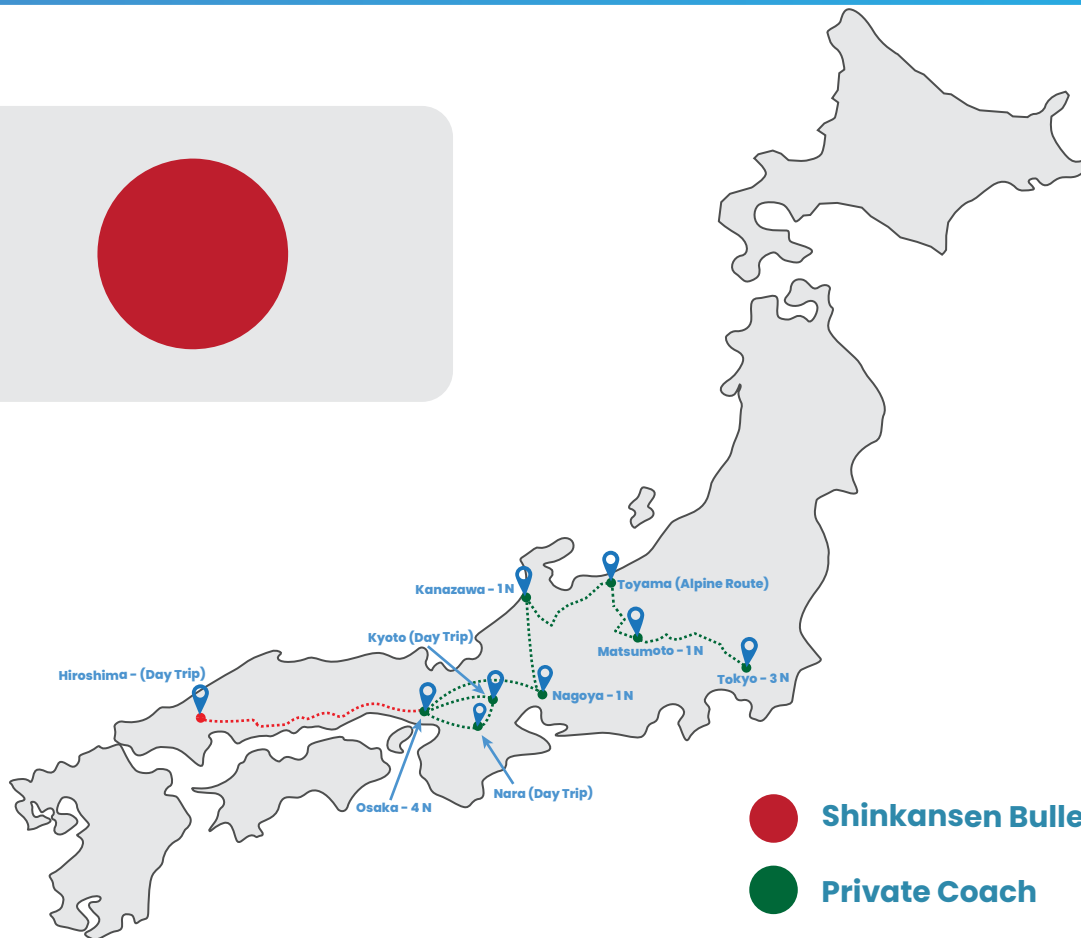 Toyama (Alpine Route)
Kanazawa - 1 N
Kyoto (Day Trip)
Matsumoto - 1 N
Hiroshima - (Day Trip)
Tokyo - 3 N
Nagoya - 1 N
Nara (Day Trip)
Osaka - 4 N
Shinkansen Bulle
Private Coach